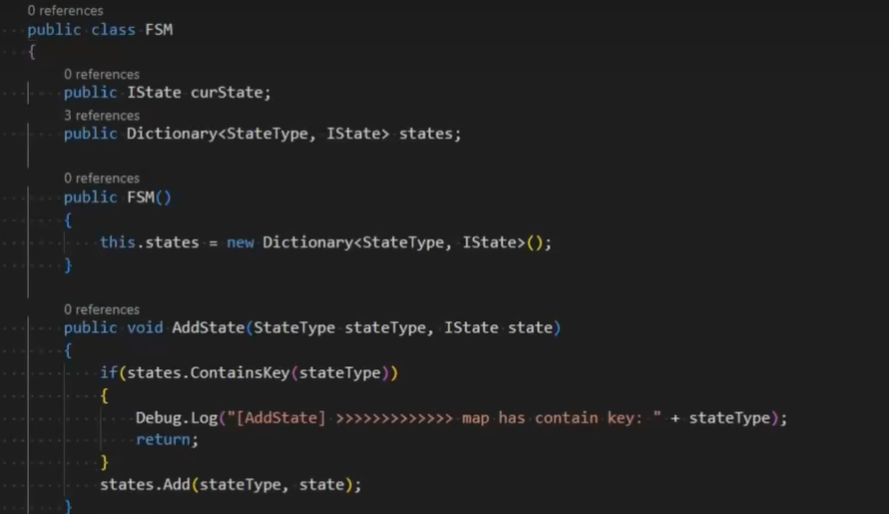 0 references
public class FSM
{
0 references
public IState curState;
3 references
public Dictionary<StateType, IState> states;
0 references
public FSM()
{
this.states = new Dictionary<StateType, IState>();
}
0 references
public void AddState(StateType stateType, IState state)
{
if(states.ContainsKey(stateType))
{
Debug.Log("[AddState] >>>>>>>>>>>>> map has contain key: " + stateType);
return;
}
states.Add(stateType, state);
}